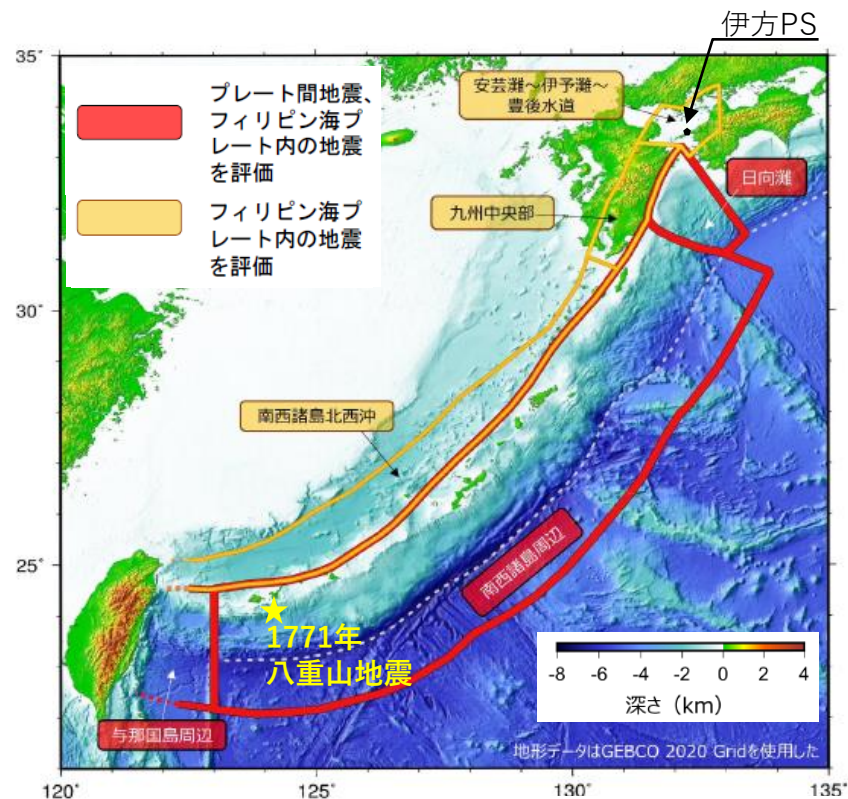 伊方PS
35°
プレート間地震、
フィリピン海プ
レート内の地震
を評価
フィリピン海プ
レート内の地震
を評価
安芸灘～伊予灘～
豊後水道
日向灘
九州中央部
30°
南西諸島北西沖
25°
南西諸島周辺
1771年
八重山地震
与那国島周辺
-8 -6 -4 -2 0 2 4
深さ（km）
地形データはGEBCO 2020 Gridを使用した
120° 125° 130° 135°